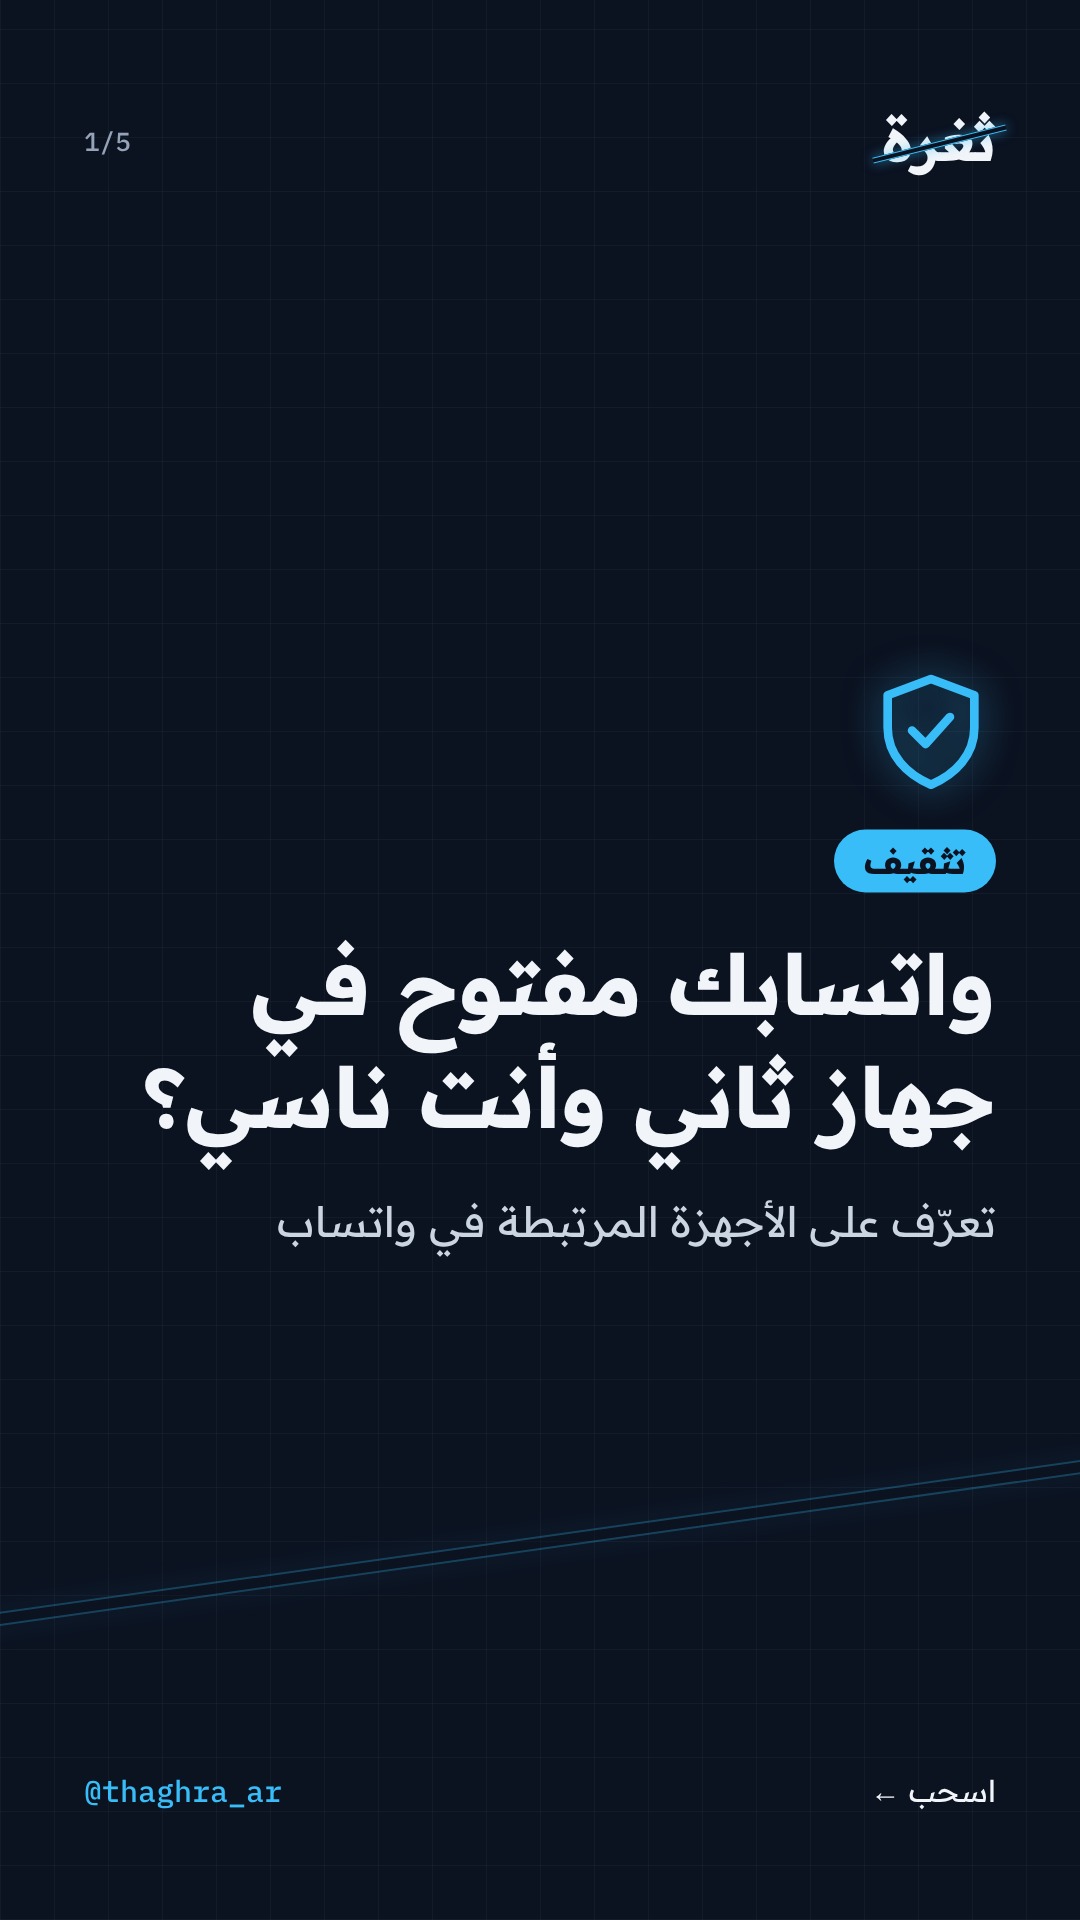 ثغرة
1/5
تثقيف
واتسابك مفتوح في
جهاز ثاني وأنت ناسي؟
تعرّف على الأجهزة المرتبطة في واتساب
اسحب ←
@thaghra_ar